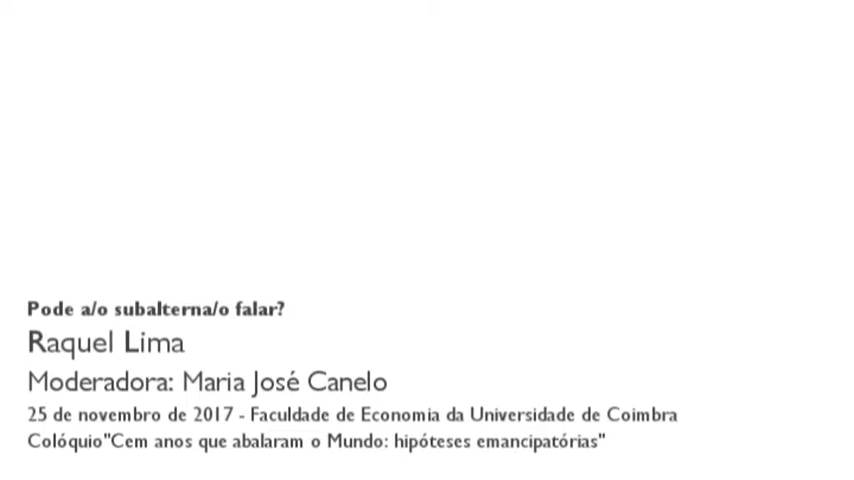 Pode a/o subalterna/o falar?
Raquel Lima
Moderadora: Maria José Canelo
25 de novembro de 2017 - Faculdade de Economia da Universidade de Coimbra
Colóquio"Cem anos que abalaram o Mundo: hipóteses emancipatórias"